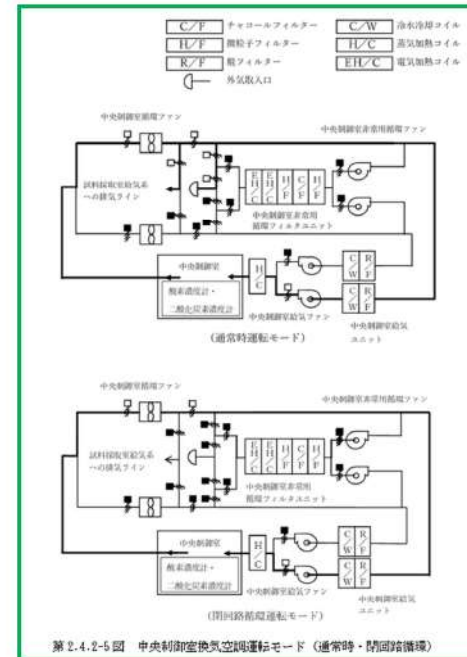 C/F チャコールフィルター C/W 冷水冷却コイル
H/F 微粒子フィルター H/C 蒸気加熱コイル
R/F 粗フィルター EH/C 電気加熱コイル
外気取入口
中央制御室循環ファン
中央制御室非常用循環ファン
試料採取室給気系
への排気ライン
EH/C EH/C H/F C/F H/F
中央制御室非常用
循環フィルタユニット
中央制御室
酸素濃度計・
二酸化炭素濃度計
H/C
C/W R/F
C/W R/F
中央制御室給気ファン
中央制御室給気
ユニット
(通常時運転モード)
中央制御室循環ファン
中央制御室非常用循環ファン
試料採取室給気系
への排気ライン
EH/C EH/C H/F C/F H/F
中央制御室非常用
循環フィルタユニット
中央制御室
酸素濃度計・
二酸化炭素濃度計
H/C
C/W R/F
C/W R/F
中央制御室給気ファン
中央制御室給気
ユニット
(閉回路循環運転モード)
第2.4.2-5図 中央制御室換気空調運転モード(通常時・閉回路循環)